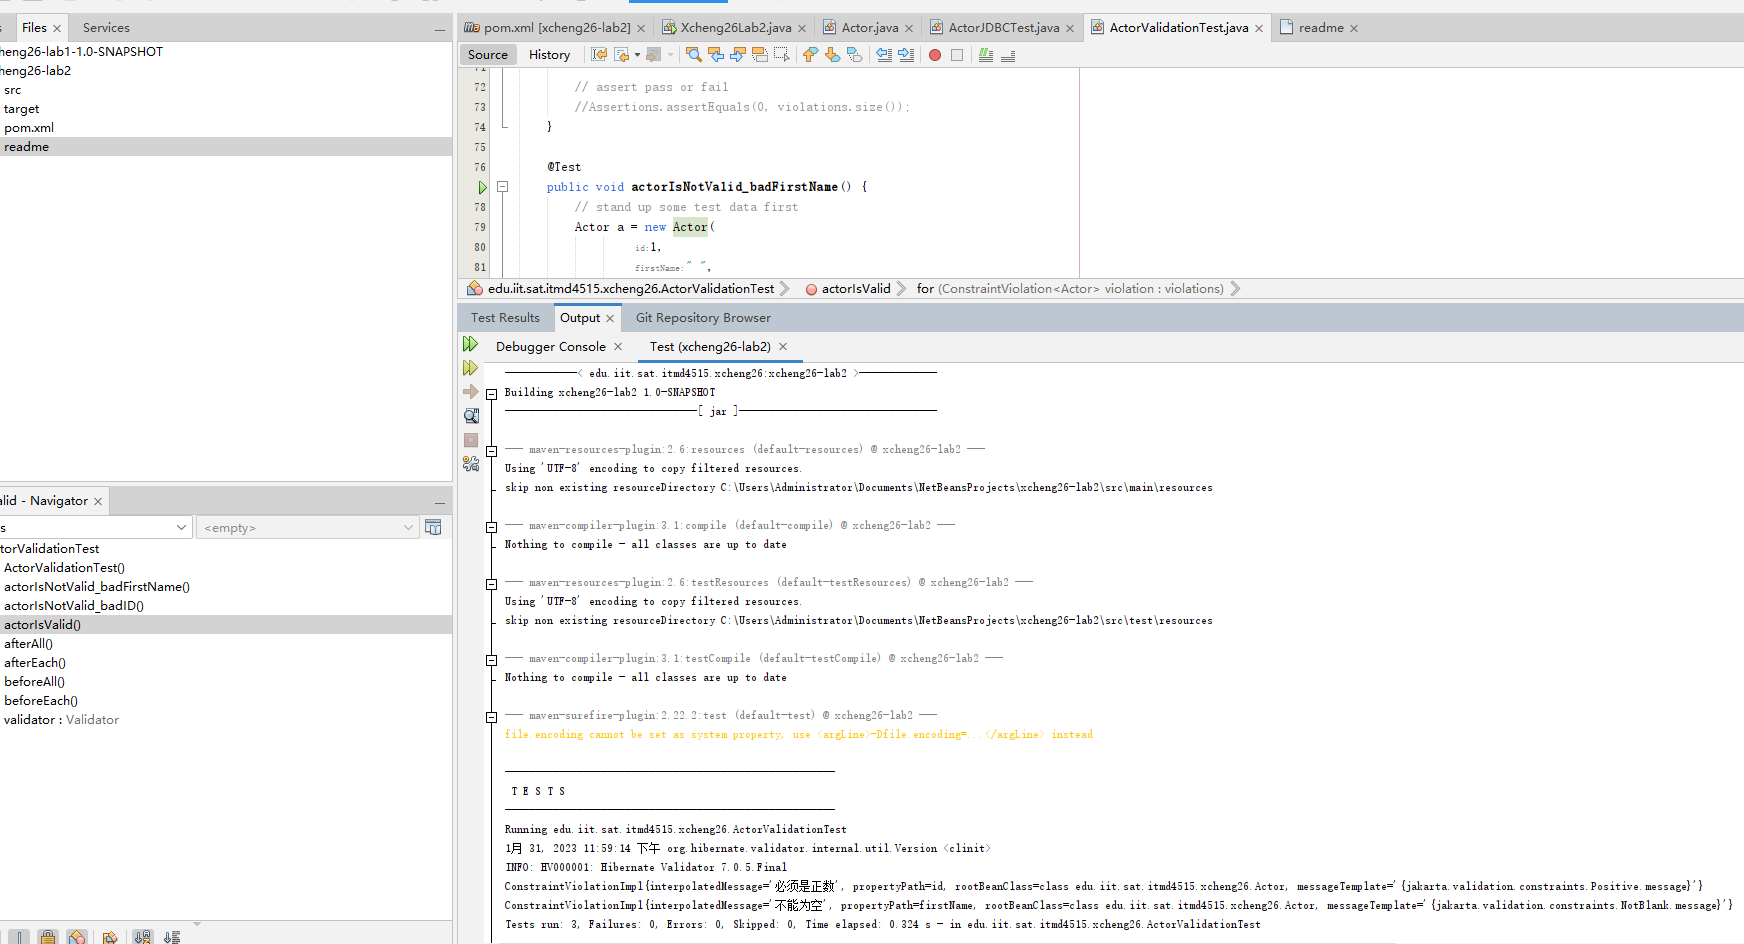 Files
Services
heng26-lab1-1.0-SNAPSHOT
heng26-lab2
src
target
pom.xml
readme
alid - Navigator
s
<empty>
torValidationTest
ActorValidationTest()
actorIsNotValid_badFirstName()
actorIsNotValid_badID()
actorIsValid()
afterAll()
afterEach()
beforeAll()
beforeEach()
validator : Validator
pom.xml [xcheng26-lab2]
Xcheng26Lab2.java
Actor.java
ActorJDBCTest.java
ActorValidationTest.java
readme
Source
History
71
72 // assert pass or fail
73 //Assertions.assertEquals(0, violations.size());
74 }
75
76 @Test
public void actorIsNotValid_badFirstName() {
78 // stand up some test data first
79 Actor a = new Actor(
80 id:1,
81 firstName:" ",
edu.iit.sat.itmd4515.xcheng26.ActorValidationTest
actorIsValid
for (ConstraintViolation<Actor> violation : violations)
Test Results
Output
Git Repository Browser
Debugger Console
Test (xcheng26-lab2)
------------< edu.iit.sat.itmd4515.xcheng26:xcheng26-lab2 >-------------
Building xcheng26-lab2 1.0-SNAPSHOT
--------------------------------[ jar ]---------------------------------
--- maven-resources-plugin:2.6:resources (default-resources) @ xcheng26-lab2 ---
Using 'UTF-8' encoding to copy filtered resources.
skip non existing resourceDirectory C:\Users\Administrator\Documents\NetBeansProjects\xcheng26-lab2\src\main\resources
--- maven-compiler-plugin:3.1:compile (default-compile) @ xcheng26-lab2 ---
Nothing to compile - all classes are up to date
--- maven-resources-plugin:2.6:testResources (default-testResources) @ xcheng26-lab2 ---
Using 'UTF-8' encoding to copy filtered resources.
skip non existing resourceDirectory C:\Users\Administrator\Documents\NetBeansProjects\xcheng26-lab2\src\test\resources
--- maven-compiler-plugin:3.1:testCompile (default-testCompile) @ xcheng26-lab2 ---
Nothing to compile - all classes are up to date
--- maven-surefire-plugin:2.22.2:test (default-test) @ xcheng26-lab2 ---
file.encoding cannot be set as system property, use <argLine>-Dfile.encoding=...</argLine> instead
-------------------------------------------------------
T E S T S
-------------------------------------------------------
Running edu.iit.sat.itmd4515.xcheng26.ActorValidationTest
1月 31, 2023 11:59:14 下午 org.hibernate.validator.internal.util.Version <clinit>
INFO: HV000001: Hibernate Validator 7.0.5.Final
ConstraintViolationImpl{interpolatedMessage='必须是正数', propertyPath=id, rootBeanClass=class edu.iit.sat.itmd4515.xcheng26.Actor, messageTemplate='{jakarta.validation.constraints.Positive.message}'}
ConstraintViolationImpl{interpolatedMessage='不能为空', propertyPath=firstName, rootBeanClass=class edu.iit.sat.itmd4515.xcheng26.Actor, messageTemplate='{jakarta.validation.constraints.NotBlank.message}'}
Tests run: 3, Failures: 0, Errors: 0, Skipped: 0, Time elapsed: 0.324 s - in edu.iit.sat.itmd4515.xcheng26.ActorValidationTest